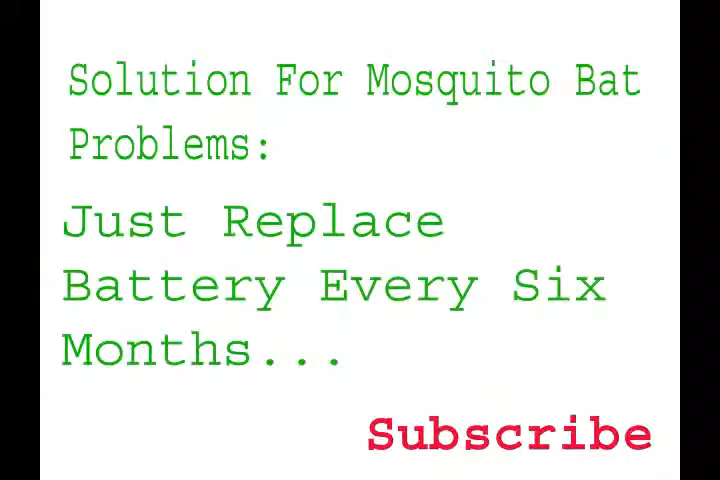 Solution For Mosquito Bat
Problems:
Just Replace
Battery Every Six
Months...
Subscribe